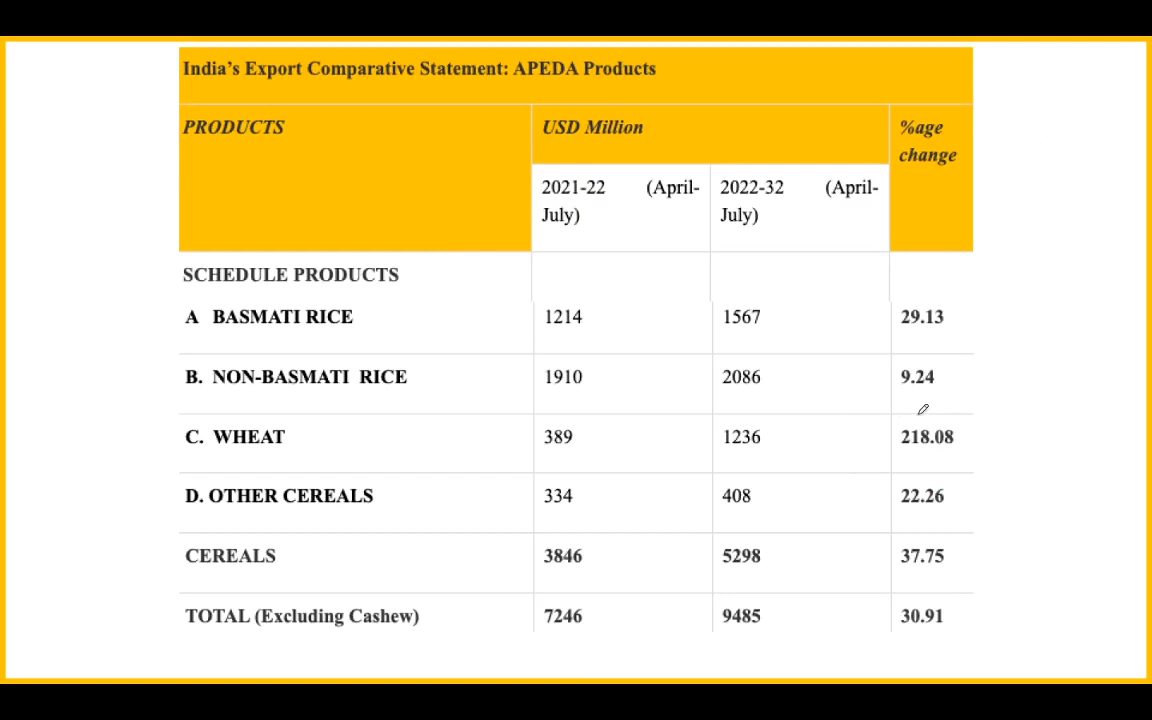 India’s Export Comparative Statement: APEDA Products
PRODUCTS USD Million %age
change
2021-22 (April- 2022-32 (April-
July) July)
SCHEDULE PRODUCTS
A BASMATI RICE 1214 1567 29.13
B. NON-BASMATI RICE 1910 2086 9.24
C. WHEAT 389 1236 218.08
D. OTHER CEREALS 334 408 22.26
CEREALS 3846 5298 37.75
TOTAL (Excluding Cashew) 7246 9485 30.91